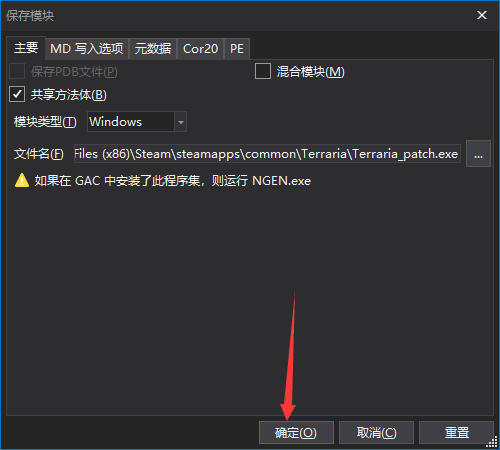 保存模块
主要 MD 写入选项 元数据 Cor20 PE
保存PDB文件(P) 混合模块(M)
共享方法体(B)
模块类型(T) Windows
文件名(F) Files (x86)\Steam\steamapps\common\Terraria\Terraria_patch.exe ...
如果在 GAC 中安装了此程序集，则运行 NGEN.exe
确定(O) 取消(C) 重置